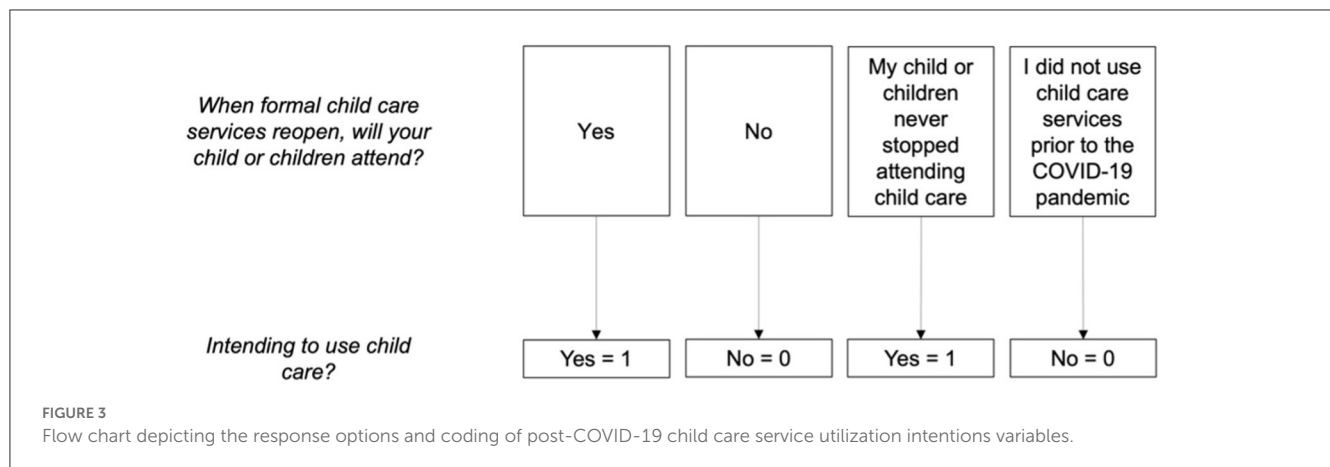 When formal child care
services reopen, will your
child or children attend?
Yes
No
My child or
children
never
stopped
attending
child care
I did not use
child care
services
prior to the
COVID-19
pandemic
Intending to use child
care?
Yes = 1
No = 0
Yes = 1
No = 0
FIGURE 3
Flow chart depicting the response options and coding of post-COVID-19 child care service utilization intentions variables.